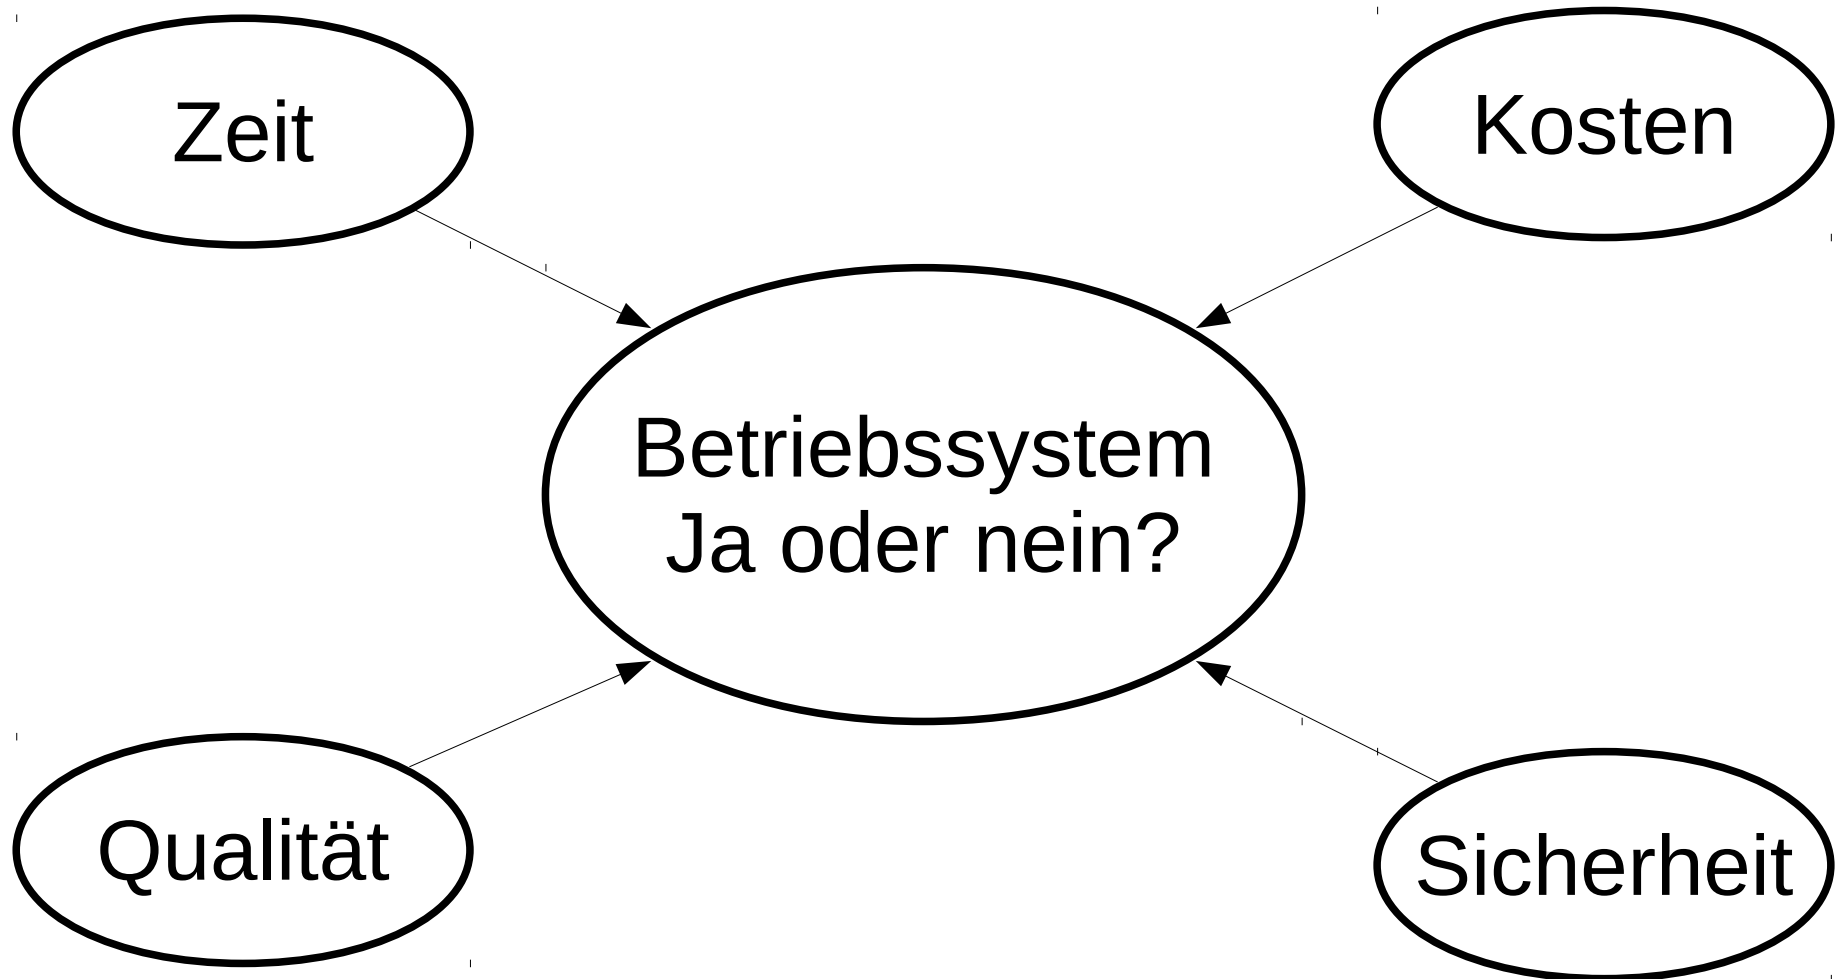 Zeit
Kosten
Betriebssystem
Ja oder nein?
Qualität
Sicherheit